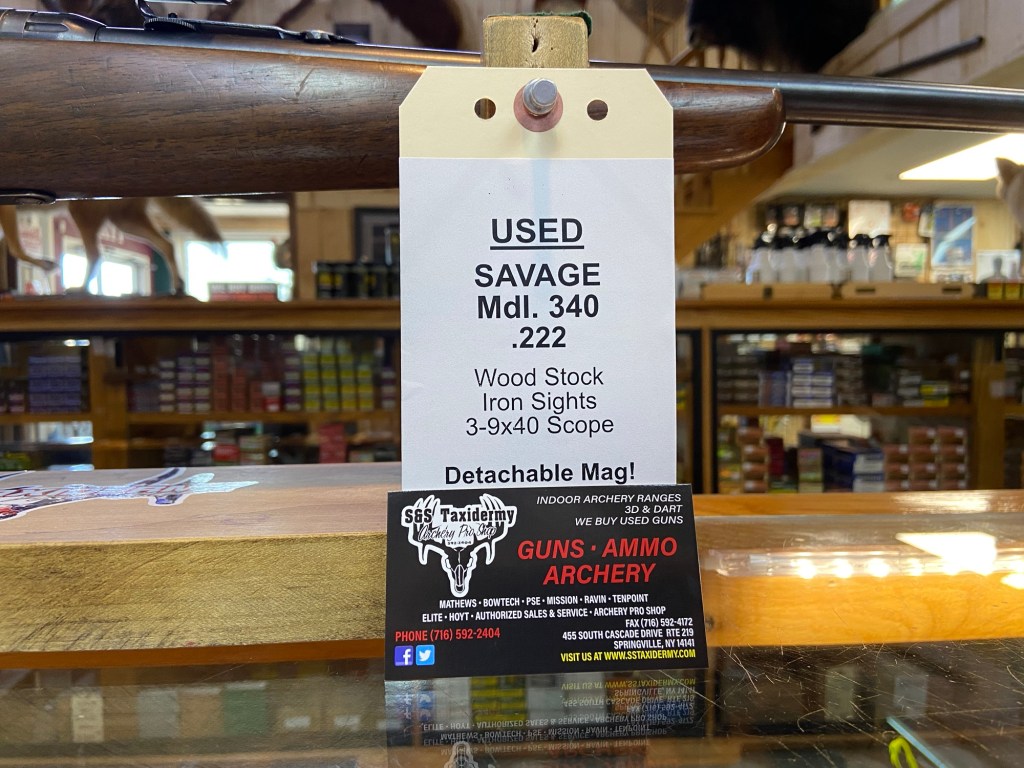 USED
SAVAGE
Mdl. 340
.222
Wood Stock
Iron Sights
3-9x40 Scope
Detachable Mag!
S&S Taxidermy
Archery Pro Shop
INDOOR ARCHERY RANGES
3D & DART
WE BUY USED GUNS
GUNS · AMMO
ARCHERY
MATHEWS • BOWTECH • PSE • MISSION • RAVIN • TENPOINT
ELITE • HOYT • AUTHORIZED SALES & SERVICE • ARCHERY PRO SHOP
PHONE (716) 592-2404
FAX (716) 592-4172
455 SOUTH CASCADE DRIVE RTE 219
SPRINGVILLE, NY 14141
VISIT US AT WWW.SSTAXIDERMY.COM